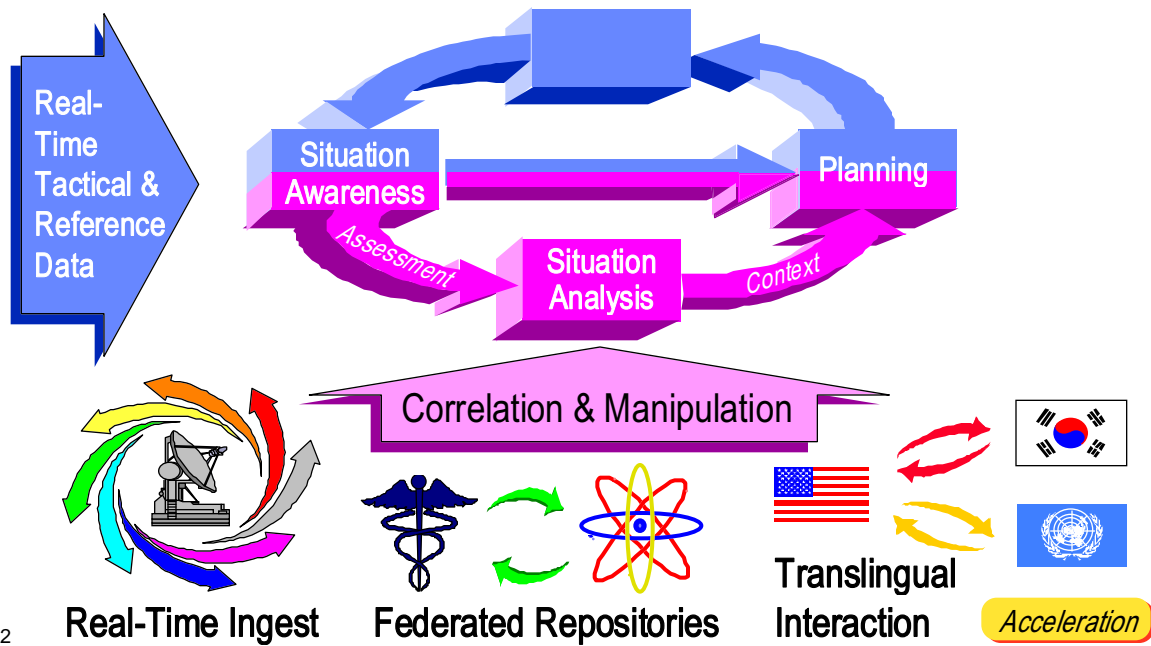 Real-
Time
Tactical &
Reference
Data
Situation
Awareness
Planning
Assessment
Situation
Analysis
Context
Correlation & Manipulation
Real-Time Ingest
Federated Repositories
Translingual
Interaction
Acceleration
2